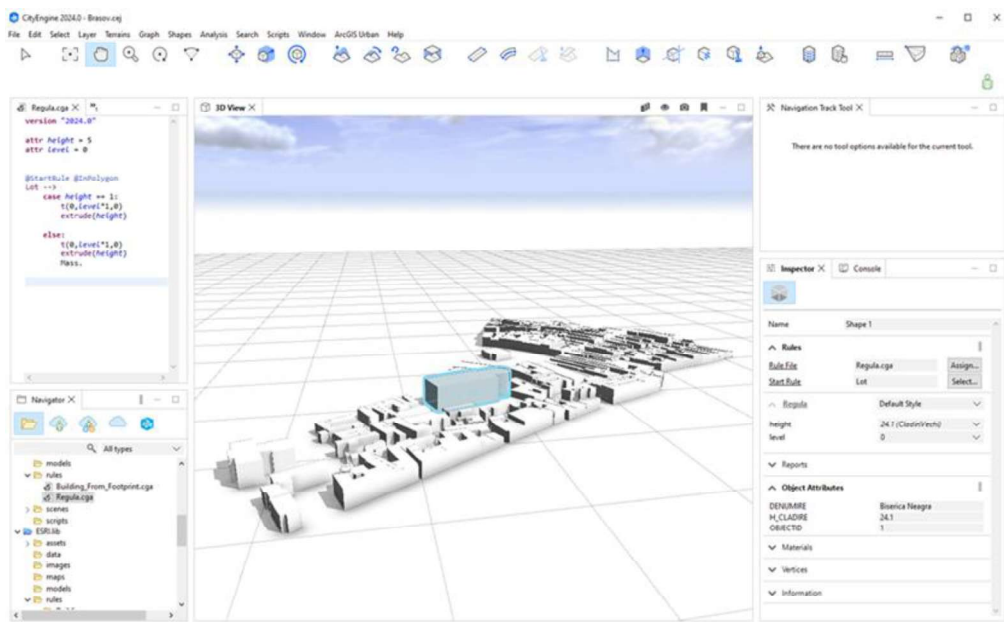 CityEngine 2024.0 - Brasov.cej
File Edit Select Layer Terrains Graph Shapes Analysis Search Scripts Window ArcGIS Urban Help
Regula.cga
version "2024.0"
attr height = 5
attr level = 0
@StartRule @InPolygon
Lot -->
case height == 1:
t(0,level*1,0)
extrude(height)
else:
t(0,level*1,0)
extrude(height)
Mass.
Navigator
All types
models
rules
Building_From_Footprint.cga
Regula.cga
scenes
scripts
ESRI.lib
assets
data
images
maps
models
rules
3D View
Navigation Track Tool
There are no tool options available for the current tool.
Inspector Console
Name Shape 1
Rules
Rule File Regula.cga Assign...
Start Rule Lot Select...
Regula Default Style
height 24.1 (CladiriVechi)
level 0
Reports
Object Attributes
DENUMIRE Biserica Neagra
H_CLADIRE 24.1
OBJECTID 1
Materials
Vertices
Information